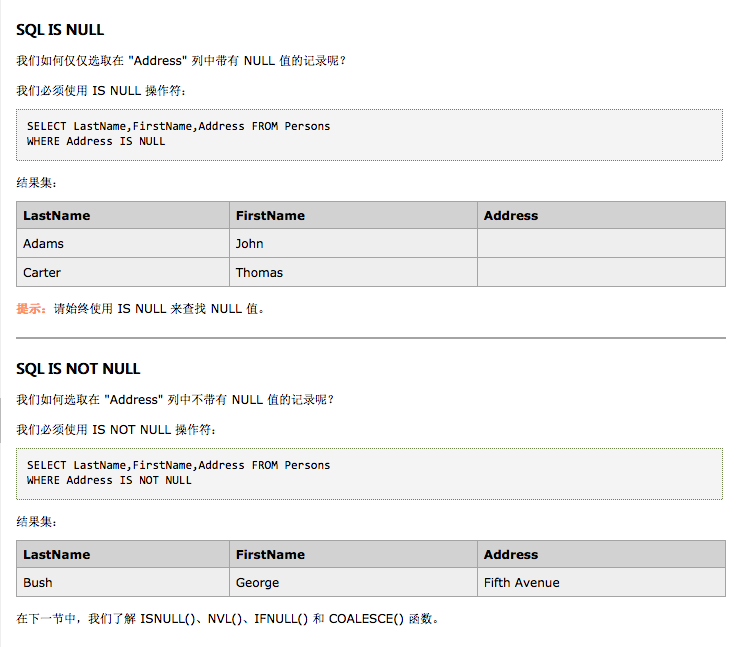 SQL IS NULL
我们如何仅仅选取在 "Address" 列中带有 NULL 值的记录呢？
我们必须使用 IS NULL 操作符：
SELECT LastName,FirstName,Address FROM Persons
WHERE Address IS NULL
结果集：
LastName FirstName Address
Adams John
Carter Thomas
提示：请始终使用 IS NULL 来查找 NULL 值。
SQL IS NOT NULL
我们如何选取在 "Address" 列中不带有 NULL 值的记录呢？
我们必须使用 IS NOT NULL 操作符：
SELECT LastName,FirstName,Address FROM Persons
WHERE Address IS NOT NULL
结果集：
LastName FirstName Address
Bush George Fifth Avenue
在下一节中，我们了解 ISNULL()、NVL()、IFNULL() 和 COALESCE() 函数。